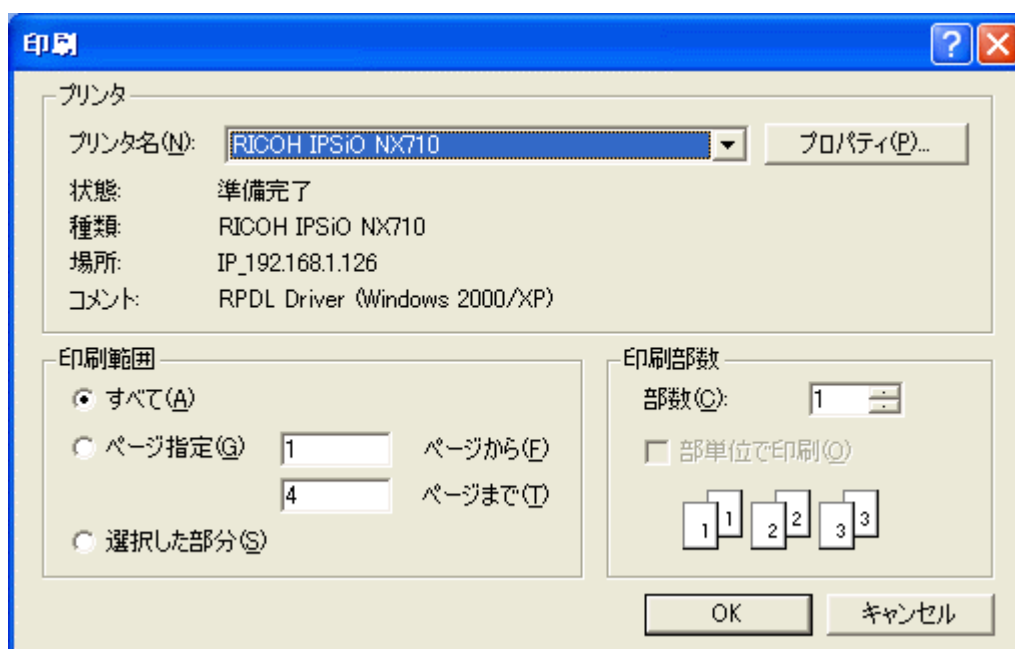 印刷
プリンタ
プリンタ名(N): RICOH IPSiO NX710 プロパティ(P)...
状態: 準備完了
種類: RICOH IPSiO NX710
場所: IP_192.168.1.126
コメント: RPDL Driver (Windows 2000/XP)
印刷範囲
すべて(A)
ページ指定(G) 1 ページから(F)
4 ページまで(T)
選択した部分(S)
印刷部数
部数(C): 1
部単位で印刷(O)
1 1 2 2 3 3
OK キャンセル